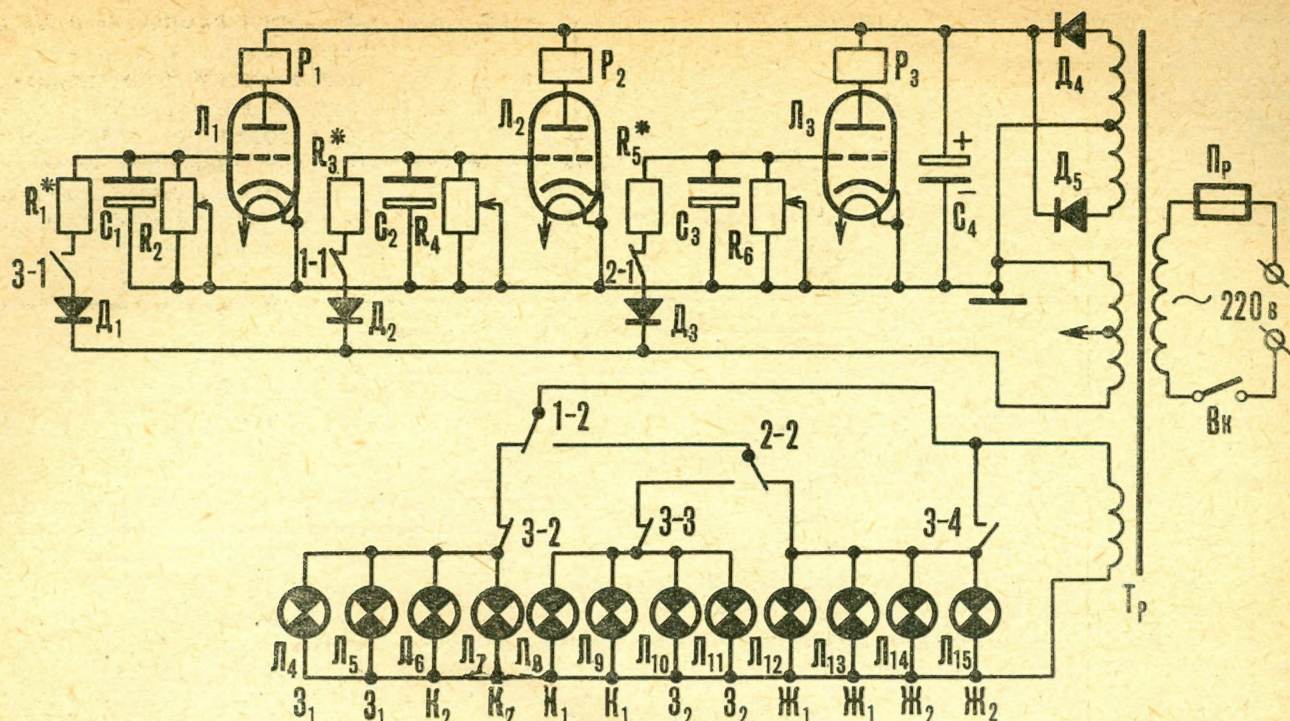 P₁ P₂ P₃ Д₄
Л₁ Л₂ Л₃
R₁* R₃* R₅* Д₅ Пр
C₁ R₂ C₂ R₄ C₃ R₆ + − C₄
3-1 1-1 2-1
Д₁ Д₂ Д₃ ~ 220 в
1-2 2-2 Вк
3-2 3-3 3-4
Тр
Л₄ Л₅ Л₆ Л₇ Л₈ Л₉ Л₁₀ Л₁₁ Л₁₂ Л₁₃ Л₁₄ Л₁₅
З₁ З₁ К₂ К₂ К₁ К₁ З₂ З₂ Ж₁ Ж₁ Ж₂ Ж₂